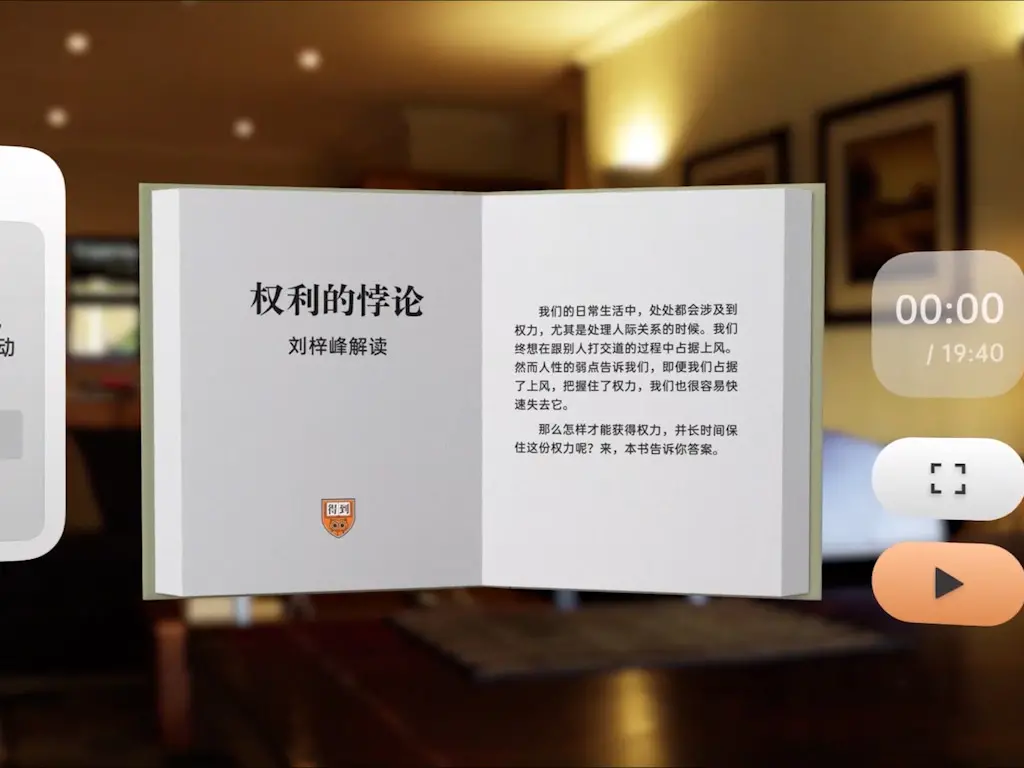 动
权利的悖论
刘梓峰解读
得到
我们的日常生活中，处处都会涉及到
权力，尤其是处理人际关系的时候。我们
终想在跟别人打交道的过程中占据上风。
然而人性的弱点告诉我们，即便我们占据
了上风，把握住了权力，我们也很容易快
速失去它。
那么怎样才能获得权力，并长时间保
住这份权力呢？来，本书告诉你答案。
00:00
/ 19:40